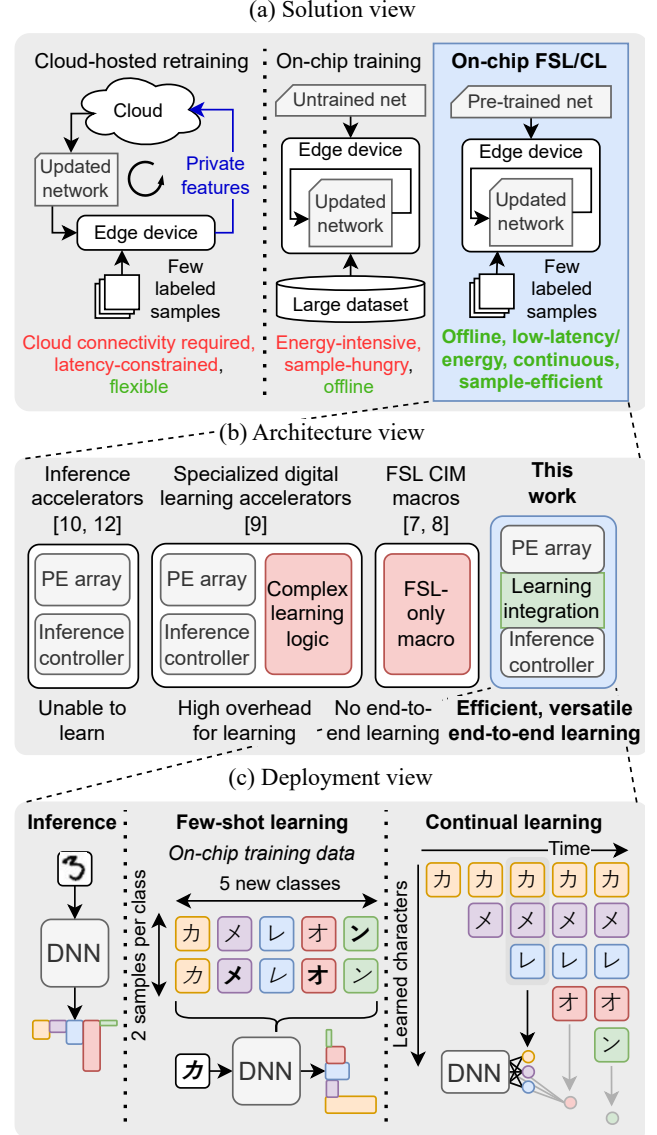 (a) Solution view
Cloud-hosted retraining
Cloud
Updated
network
Private
features
Edge device
Few
labeled
samples
Cloud connectivity required,
latency-constrained,
flexible
On-chip training
Untrained net
Edge device
Updated
network
Large dataset
Energy-intensive,
sample-hungry,
offline
On-chip FSL/CL
Pre-trained net
Edge device
Updated
network
Few
labeled
samples
Offline, low-latency/
energy, continuous,
sample-efficient
(b) Architecture view
Inference
accelerators
[10, 12]
PE array
Inference
controller
Unable to
learn
Specialized digital
learning accelerators
[9]
PE array
Inference
controller
Complex
learning
logic
High overhead
for learning
FSL CIM
macros
[7, 8]
FSL-
only
macro
No end-to-
end learning
This
work
PE array
Learning
integration
Inference
controller
Efficient, versatile
end-to-end learning
(c) Deployment view
Inference
3
DNN
Few-shot learning
On-chip training data
5 new classes
2 samples per class
カ メ レ オ ン
カ メ レ オ ン
カ
DNN
Continual learning
Time
Learned characters
カ カ カ カ カ
メ メ メ メ
レ レ レ
オ オ
ン
DNN